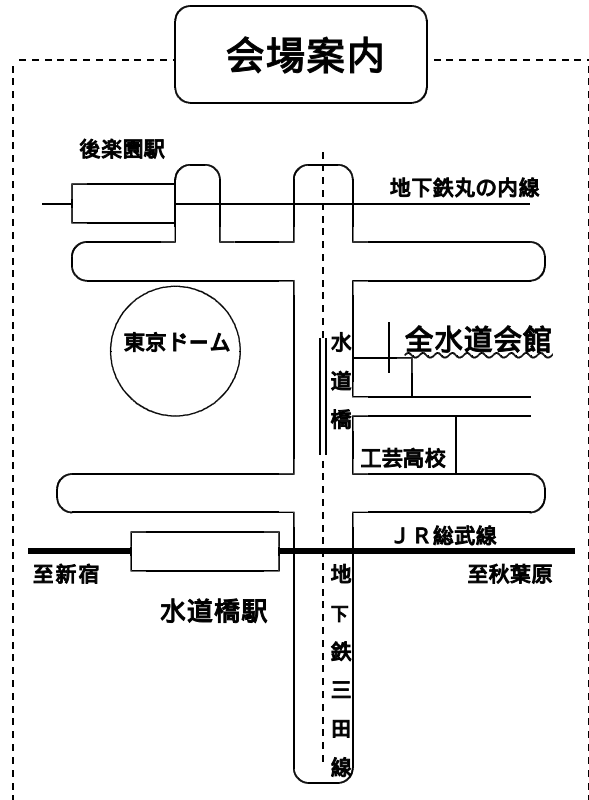 会場案内
後楽園駅
地下鉄丸の内線
東京ドーム
水道橋
全水道会館
工芸高校
ＪＲ総武線
至新宿
至秋葉原
水道橋駅
地下鉄三田線